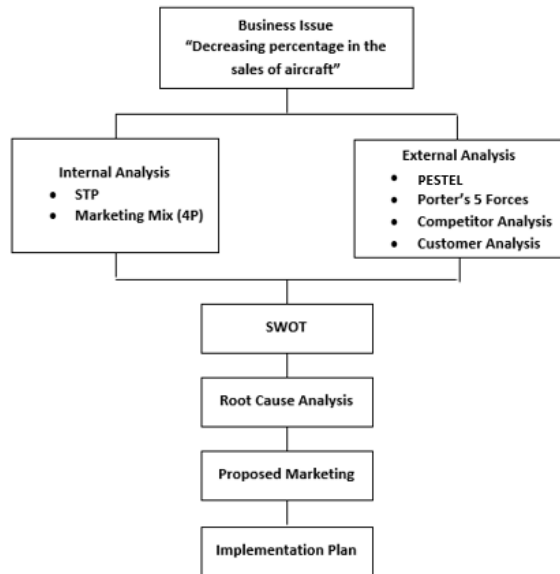 Business Issue
“Decreasing percentage in the
sales of aircraft”
Internal Analysis
• STP
• Marketing Mix (4P)
External Analysis
• PESTEL
• Porter’s 5 Forces
• Competitor Analysis
• Customer Analysis
SWOT
Root Cause Analysis
Proposed Marketing
Implementation Plan